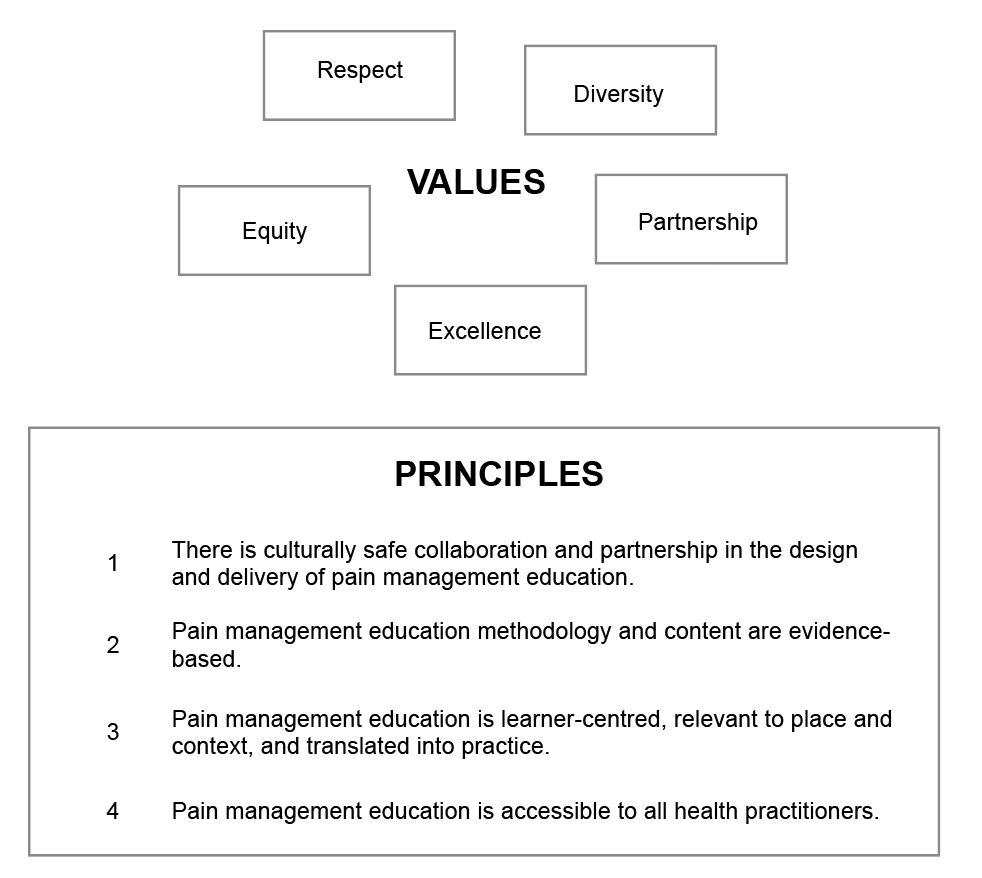 Respect
Diversity
VALUES
Equity
Partnership
Excellence
PRINCIPLES
1
There is culturally safe collaboration and partnership in the design
and delivery of pain management education.
2
Pain management education methodology and content are evidence-
based.
3
Pain management education is learner-centred, relevant to place and
context, and translated into practice.
4
Pain management education is accessible to all health practitioners.